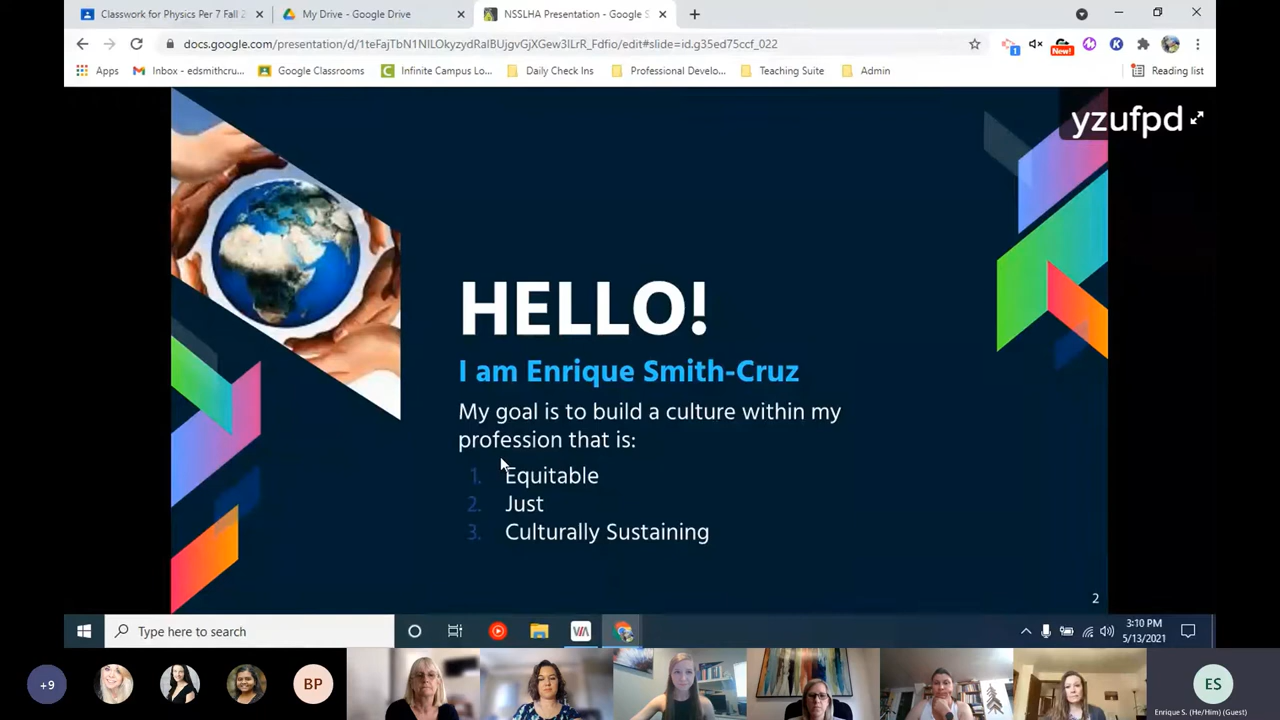 Classwork for Physics Per 7 Fall 2
My Drive - Google Drive
NSSLHA Presentation - Google S
docs.google.com/presentation/d/1teFajTbN1NILOkyzydRaIBUjgvGjXGew3ILrR_Fdfio/edit#slide=id.g35ed75ccf_022
1
New!
K
Apps
Inbox - edsmithcru...
Google Classrooms
Infinite Campus Lo...
Daily Check Ins
Professional Develo...
Teaching Suite
Admin
Reading list
yzufpd
HELLO!
I am Enrique Smith-Cruz
My goal is to build a culture within my
profession that is:
1. Equitable
2. Just
3. Culturally Sustaining
2
Type here to search
VIA
3:10 PM
5/13/2021
+9
BP
ES
Enrique S. (He/Him) (Guest)